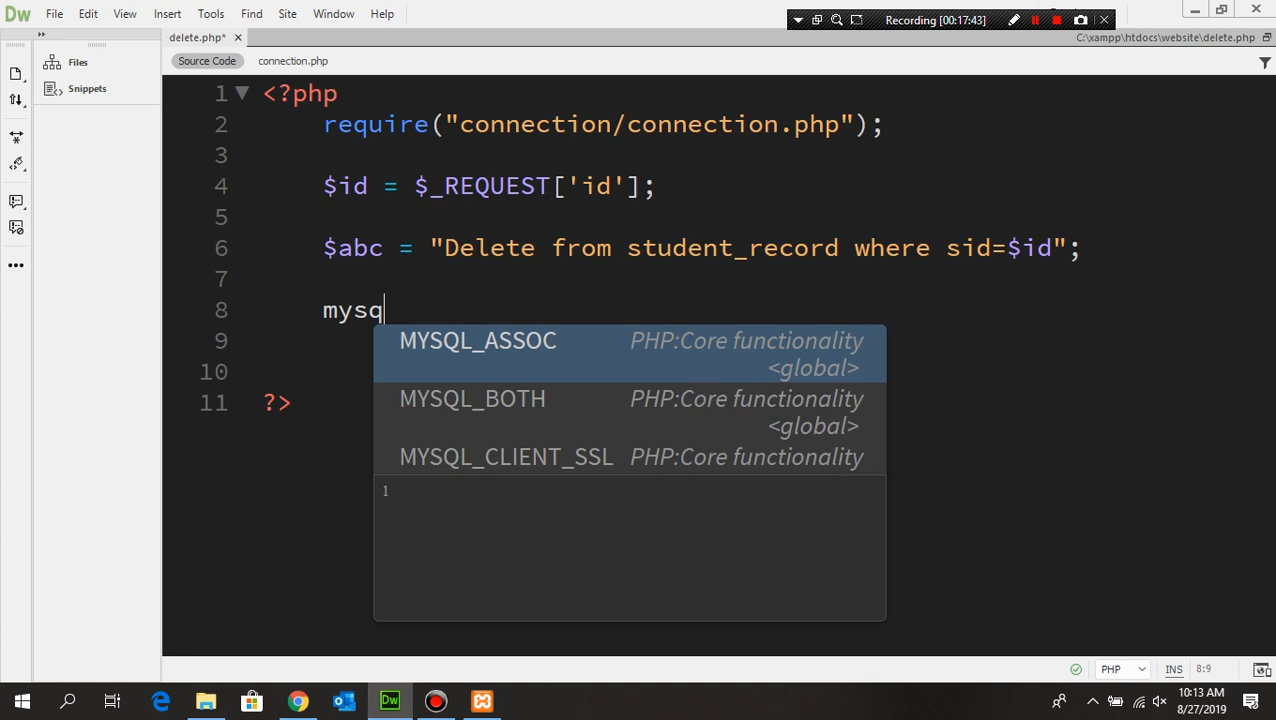 Dw File Edit View Insert Tools Find Site Window Help
Recording [00:17:43]
delete.php*
C:\xampp\htdocs\website\delete.php
Files
Snippets
Source Code connection.php
1 <?php
2 require("connection/connection.php");
3
4 $id = $_REQUEST['id'];
5
6 $abc = "Delete from student_record where sid=$id";
7
8 mysq
9
10
11 ?>
MYSQL_ASSOC PHP:Core functionality
<global>
MYSQL_BOTH PHP:Core functionality
<global>
MYSQL_CLIENT_SSL PHP:Core functionality
1
PHP INS 8:9
Dw
10:13 AM
8/27/2019